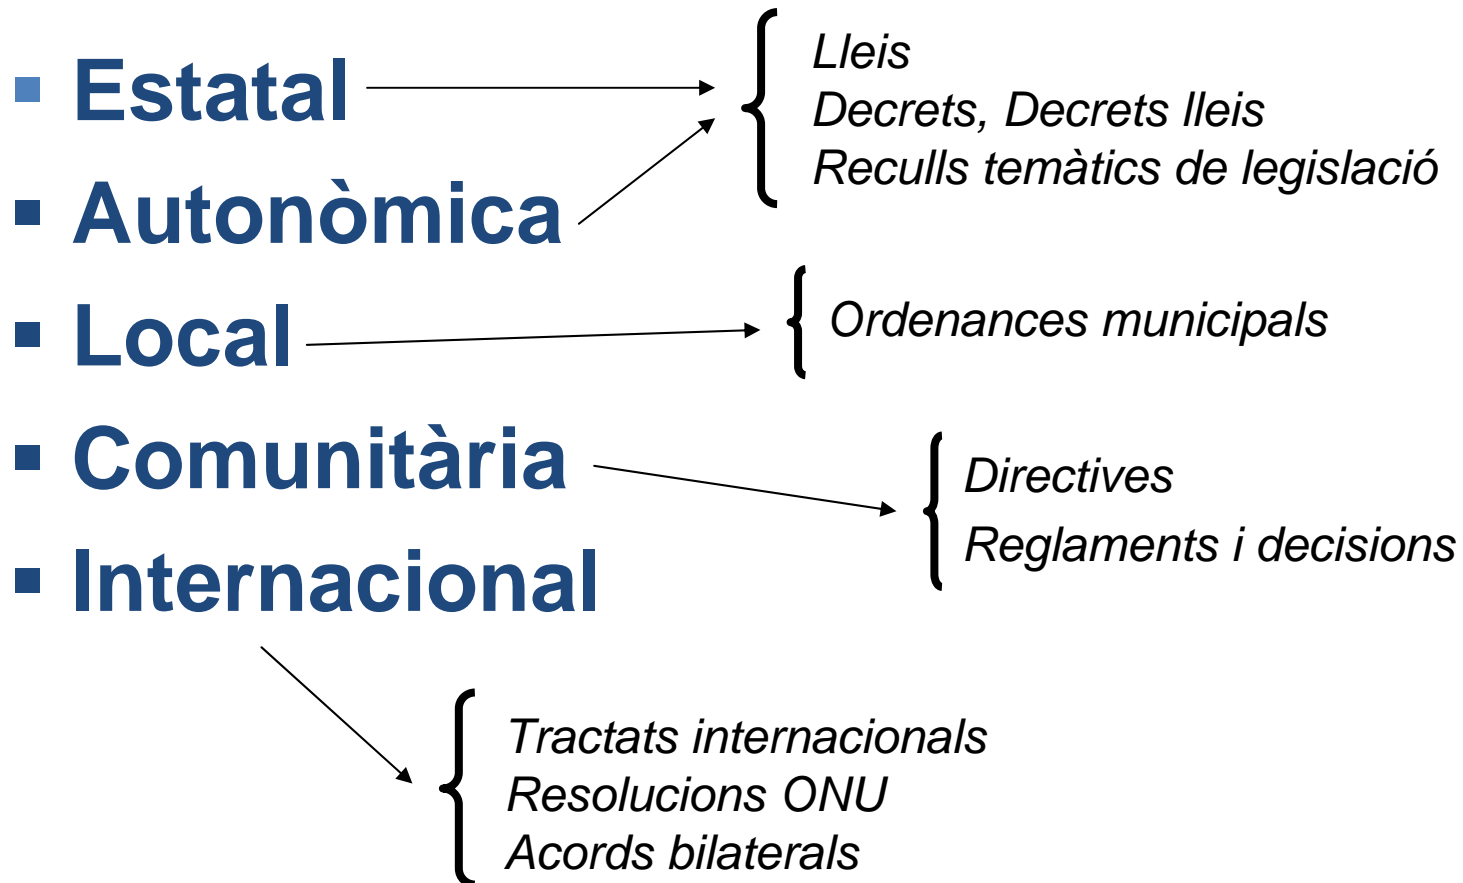 Estatal
Lleis
Decrets, Decrets lleis
Reculls temàtics de legislació
Autonòmica
Local
Ordenances municipals
Comunitària
Directives
Reglaments i decisions
Internacional
Tractats internacionals
Resolucions ONU
Acords bilaterals